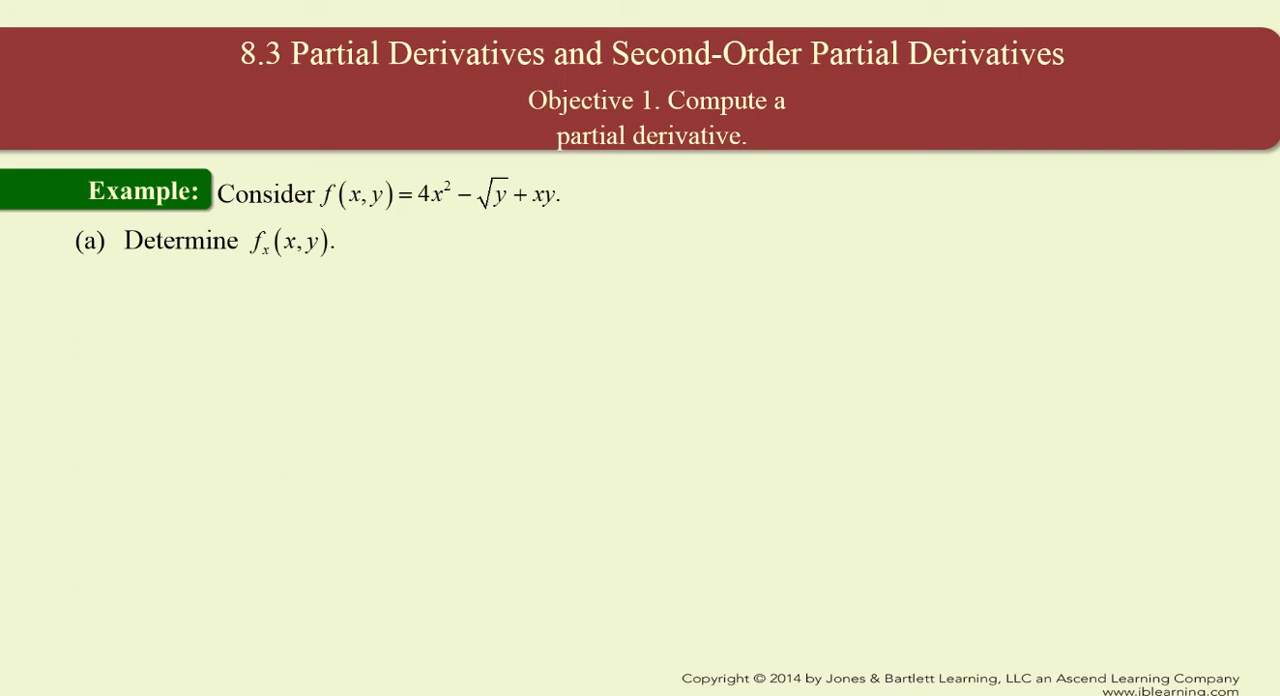 8.3 Partial Derivatives and Second-Order Partial Derivatives
Objective 1. Compute a
partial derivative.
Example: Consider f(x, y) = 4x² − √y + xy.
(a) Determine fₓ(x, y).
Copyright © 2014 by Jones & Bartlett Learning, LLC an Ascend Learning Company
www.jblearning.com